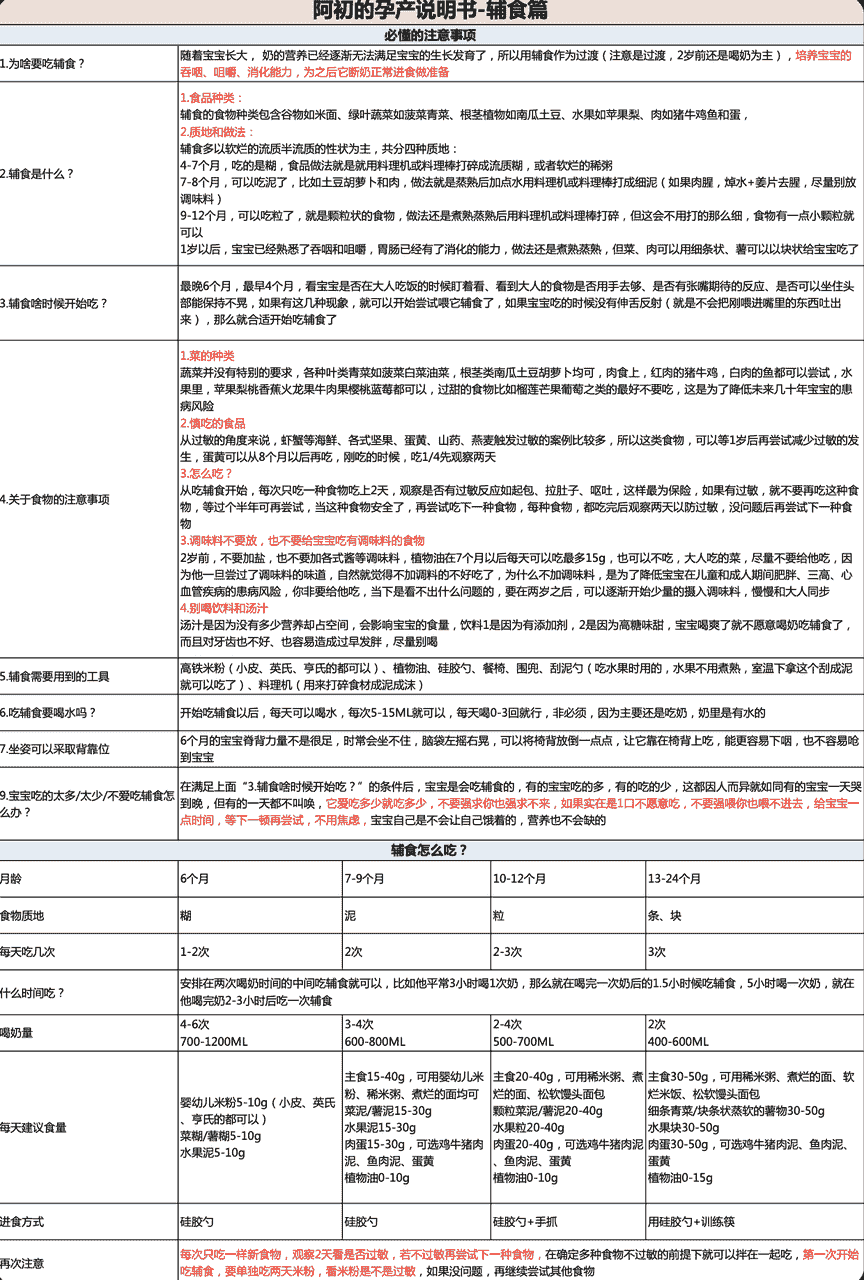 阿初的孕产说明书-辅食篇
必懂的注意事项
1.为啥要吃辅食？
随着宝宝长大， 奶的营养已经逐渐无法满足宝宝的生长发育了，所以用辅食作为过渡（注意是过渡，2岁前还是喝奶为主），培养宝宝的
吞咽、咀嚼、消化能力，为之后它断奶正常进食做准备
2.辅食是什么？
1.食品种类：
辅食的食物种类包含谷物如米面、绿叶蔬菜如菠菜青菜、根茎植物如南瓜土豆、水果如苹果梨、肉如猪牛鸡鱼和蛋，
2.质地和做法：
辅食多以软烂的流质半流质的性状为主，共分四种质地：
4-7个月，吃的是糊，食品做法就是就用料理机或料理棒打碎成流质糊，或者软烂的稀粥
7-8个月，可以吃泥了，比如土豆胡萝卜和肉，做法就是蒸熟后加点水用料理机或料理棒打成细泥（如果肉腥，焯水+姜片去腥，尽量别放
调味料）
9-12个月，可以吃粒了，就是颗粒状的食物，做法还是煮熟蒸熟后用料理机或料理棒打碎，但这会不用打的那么细，食物有一点小颗粒就
可以
1岁以后，宝宝已经熟悉了吞咽和咀嚼，胃肠已经有了消化的能力，做法还是煮熟蒸熟，但菜、肉可以用细条状、薯可以以块状给宝宝吃了
3.辅食啥时候开始吃？
最晚6个月，最早4个月，看宝宝是否在大人吃饭的时候盯着看、看到大人的食物是否用手去够、是否有张嘴期待的反应、是否可以坐住头
部能保持不晃，如果有这几种现象，就可以开始尝试喂它辅食了，如果宝宝吃的时候没有伸舌反射（就是不会把刚喂进嘴里的东西吐出
来），那么就合适开始吃辅食了
4.关于食物的注意事项
1.菜的种类
蔬菜并没有特别的要求，各种叶类青菜如菠菜白菜油菜，根茎类南瓜土豆胡萝卜均可，肉食上，红肉的猪牛鸡，白肉的鱼都可以尝试，水
果里，苹果梨桃香蕉火龙果牛肉果樱桃蓝莓都可以，过甜的食物比如榴莲芒果葡萄之类的最好不要吃，这是为了降低未来几十年宝宝的患
病风险
2.慎吃的食品
从过敏的角度来说，虾蟹等海鲜、各式坚果、蛋黄、山药、燕麦触发过敏的案例比较多，所以这类食物，可以等1岁后再尝试减少过敏的发
生，蛋黄可以从8个月以后再吃，刚吃的时候，吃1/4先观察两天
3.怎么吃？
从吃辅食开始，每次只吃一种食物吃上2天，观察是否有过敏反应如起包、拉肚子、呕吐，这样最为保险，如果有过敏，就不要再吃这种食
物，等过个半年可再尝试，当这种食物安全了，再尝试吃下一种食物，每种食物，都吃完后观察两天以防过敏，没问题后再尝试下一种食
物
3.调味料不要放，也不要给宝宝吃有调味料的食物
2岁前，不要加盐，也不要加各式酱等调味料，植物油在7个月以后每天可以吃最多15g，也可以不吃，大人吃的菜，尽量不要给他吃，因
为他一旦尝过了调味料的味道，自然就觉得不加调料的不好吃了，为什么不加调味料，是为了降低宝宝在儿童和成人期间肥胖、三高、心
血管疾病的患病风险，你非要给他吃，当下是看不出什么问题的，要在两岁之后，可以逐渐开始少量的摄入调味料，慢慢和大人同步
4.别喝饮料和汤汁
汤汁是因为没有多少营养却占空间，会影响宝宝的食量，饮料1是因为有添加剂，2是因为高糖味甜，宝宝喝爽了就不愿意喝奶吃辅食了，
而且对牙齿也不好、也容易造成过早发胖，尽量别喝
5.辅食需要用到的工具
高铁米粉（小皮、英氏、亨氏的都可以）、植物油、硅胶勺、餐椅、围兜、刮泥勺（吃水果时用的，水果不用煮熟，室温下拿这个刮成泥
就可以吃了）、料理机（用来打碎食材成泥成沫）
6.吃辅食要喝水吗？
开始吃辅食以后，每天可以喝水，每次5-15ML就可以，每天喝0-3回就行，非必须，因为主要还是吃奶，奶里是有水的
7.坐姿可以采取背靠位
6个月的宝宝脊背力量不是很足，时常会坐不住，脑袋左摇右晃，可以将椅背放倒一点点，让它靠在椅背上吃，能更容易下咽，也不容易呛
到宝宝
9.宝宝吃的太多/太少/不爱吃辅食怎
么办？
在满足上面“3.辅食啥时候开始吃？”的条件后，宝宝是会吃辅食的，有的宝宝吃的多，有的吃的少，这都因人而异就如同有的宝宝一天哭
到晚，但有的一天都不叫唤，它爱吃多少就吃多少，不要强求你也强求不来，如果实在是1口不愿意吃，不要强喂你也喂不进去，给宝宝一
点时间，等下一顿再尝试，不用焦虑，宝宝自己是不会让自己饿着的，营养也不会缺的
辅食怎么吃？
月龄
6个月
7-9个月
10-12个月
13-24个月
食物质地
糊
泥
粒
条、块
每天吃几次
1-2次
2次
2-3次
3次
什么时间吃？
安排在两次喝奶时间的中间吃辅食就可以，比如他平常3小时喝1次奶，那么就在喝完一次奶后的1.5小时候吃辅食，5小时喝一次奶，就在
他喝完奶2-3小时后吃一次辅食
喝奶量
4-6次
700-1200ML
3-4次
600-800ML
2-4次
500-700ML
2次
400-600ML
每天建议食量
婴幼儿米粉5-10g（小皮、英氏
、亨氏的都可以）
菜糊/薯糊5-10g
水果泥5-10g
主食15-40g，可用婴幼儿米
粉、稀米粥、煮烂的面均可
菜泥/薯泥15-30g
水果泥15-30g
肉蛋15-30g，可选鸡牛猪肉
泥、鱼肉泥、蛋黄
植物油0-10g
主食20-40g，可用稀米粥、煮
烂的面、松软馒头面包
颗粒菜泥/薯泥20-40g
水果粒20-40g
肉蛋20-40g，可选鸡牛猪肉泥
、鱼肉泥、蛋黄
植物油0-10g
主食30-50g，可用稀米粥、煮烂的面、软
烂米饭、松软馒头面包
细条青菜/块条状蒸软的薯物30-50g
水果块30-50g
肉蛋30-50g，可选鸡牛猪肉泥、鱼肉泥、
蛋黄
植物油0-15g
进食方式
硅胶勺
硅胶勺
硅胶勺+手抓
用硅胶勺+训练筷
再次注意
每次只吃一样新食物，观察2天看是否过敏，若不过敏再尝试下一种食物，在确定多种食物不过敏的前提下就可以拌在一起吃，第一次开始
吃辅食，要单独吃两天米粉，看米粉是不是过敏，如果没问题，再继续尝试其他食物